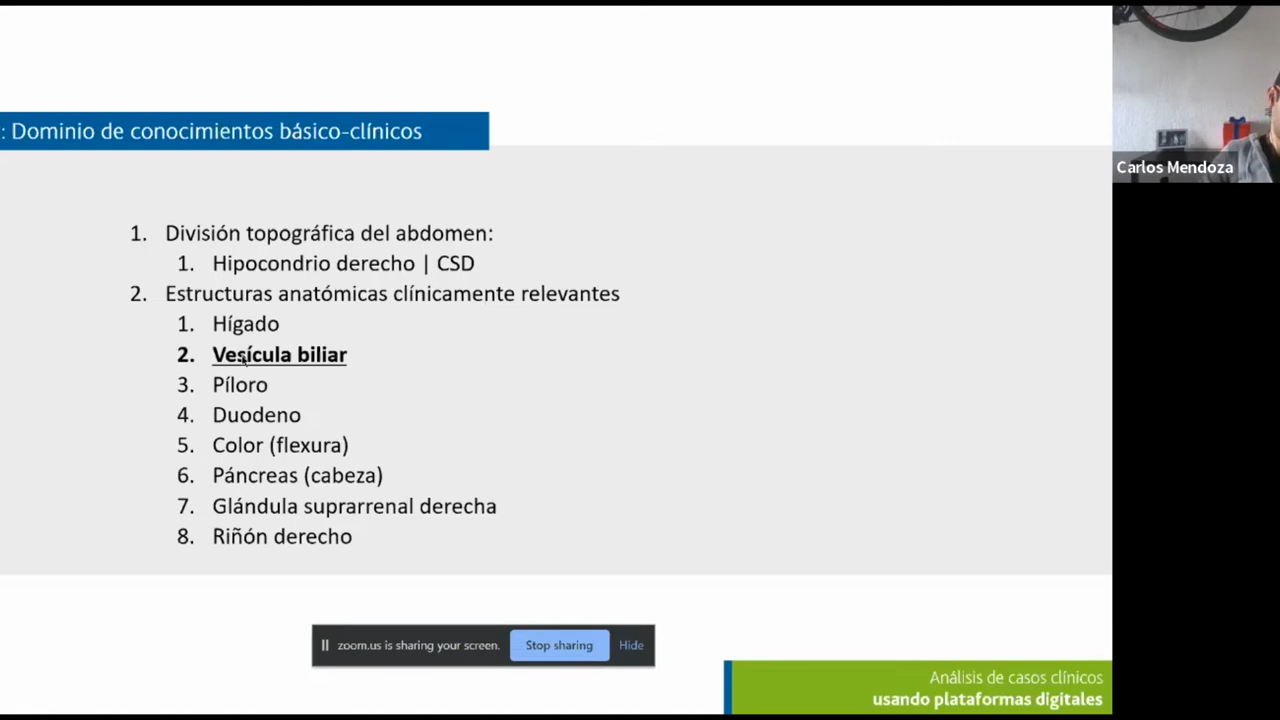 : Dominio de conocimientos básico-clínicos
Carlos Mendoza
1. División topográfica del abdomen:
1. Hipocondrio derecho | CSD
2. Estructuras anatómicas clínicamente relevantes
1. Hígado
2. Vesícula biliar
3. Píloro
4. Duodeno
5. Color (flexura)
6. Páncreas (cabeza)
7. Glándula suprarrenal derecha
8. Riñón derecho
zoom.us is sharing your screen. Stop sharing Hide
Análisis de casos clínicos
usando plataformas digitales